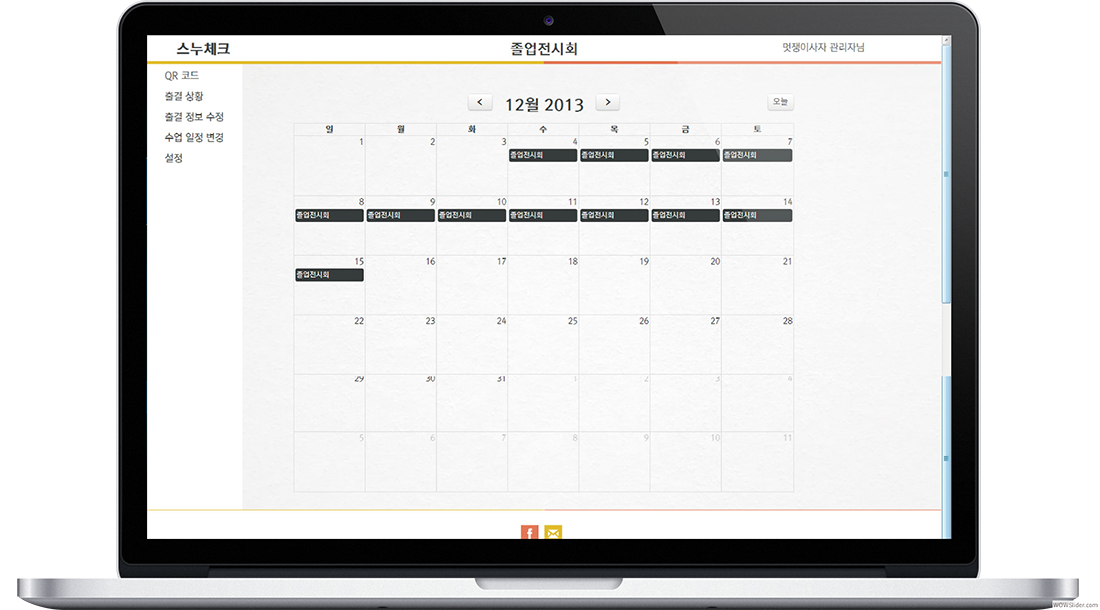 스누체크 졸업전시회 멋쟁이사자 관리자님
QR 코드
출결 상황
출결 정보 수정
수업 일정 변경
설정
< 12월 2013 > 오늘
일 월 화 수 목 금 토
1 2 3 4 5 6 7
졸업전시회 졸업전시회 졸업전시회 졸업전시회
8 9 10 11 12 13 14
졸업전시회 졸업전시회 졸업전시회 졸업전시회 졸업전시회 졸업전시회 졸업전시회
15 16 17 18 19 20 21
졸업전시회
22 23 24 25 26 27 28
29 30 31 1 2 3 4
5 6 7 8 9 10 11
f
WOWSlider.com